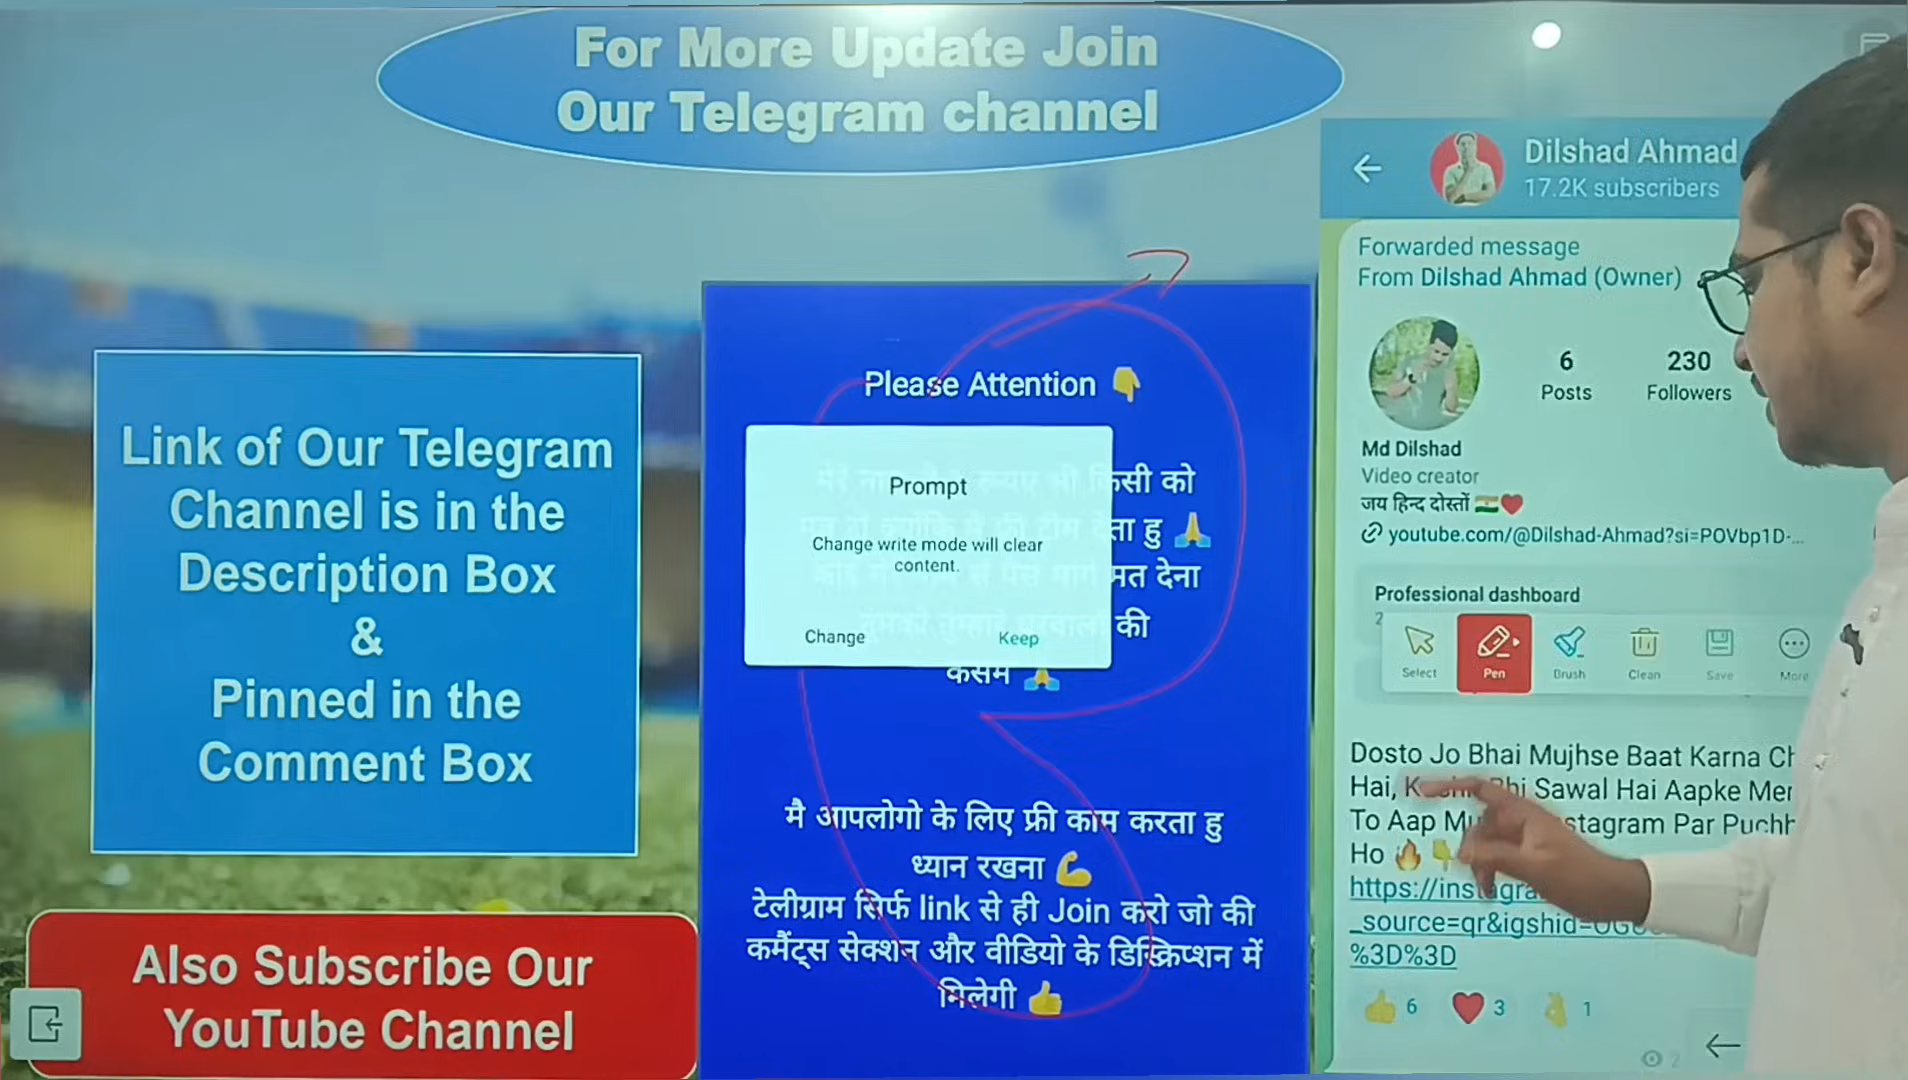 For More Update Join
Our Telegram channel
Link of Our Telegram
Channel is in the
Description Box
&
Pinned in the
Comment Box
Also Subscribe Our
YouTube Channel
Please Attention 👇
किसी को
हु 🙏
मत देना
की
कसम 🙏
Prompt
Change write mode will clear
content.
Change Keep
मै आपलोगो के लिए फ्री काम करता हु
ध्यान रखना 💪
टेलीग्राम सिर्फ link से ही Join करो जो की
कमैंट्स सेक्शन और वीडियो के डिस्क्रिप्शन में
मिलेगी 👍
Dilshad Ahmad
17.2K subscribers
Forwarded message
From Dilshad Ahmad (Owner)
6 230
Posts Followers
Md Dilshad
Video creator
जय हिन्द दोस्तों 🇮🇳❤️
youtube.com/@Dilshad-Ahmad?si=POVbp1D-...
Professional dashboard
Select Pen Brush Clean Save More
Dosto Jo Bhai Mujhse Baat Karna
Hai, Bhi Sawal Hai Aapke
To Aap Par
Ho 🔥👇
https://instagra
_source=qr&igshid=
%3D%3D
👍 6 ❤️ 3 👌 1